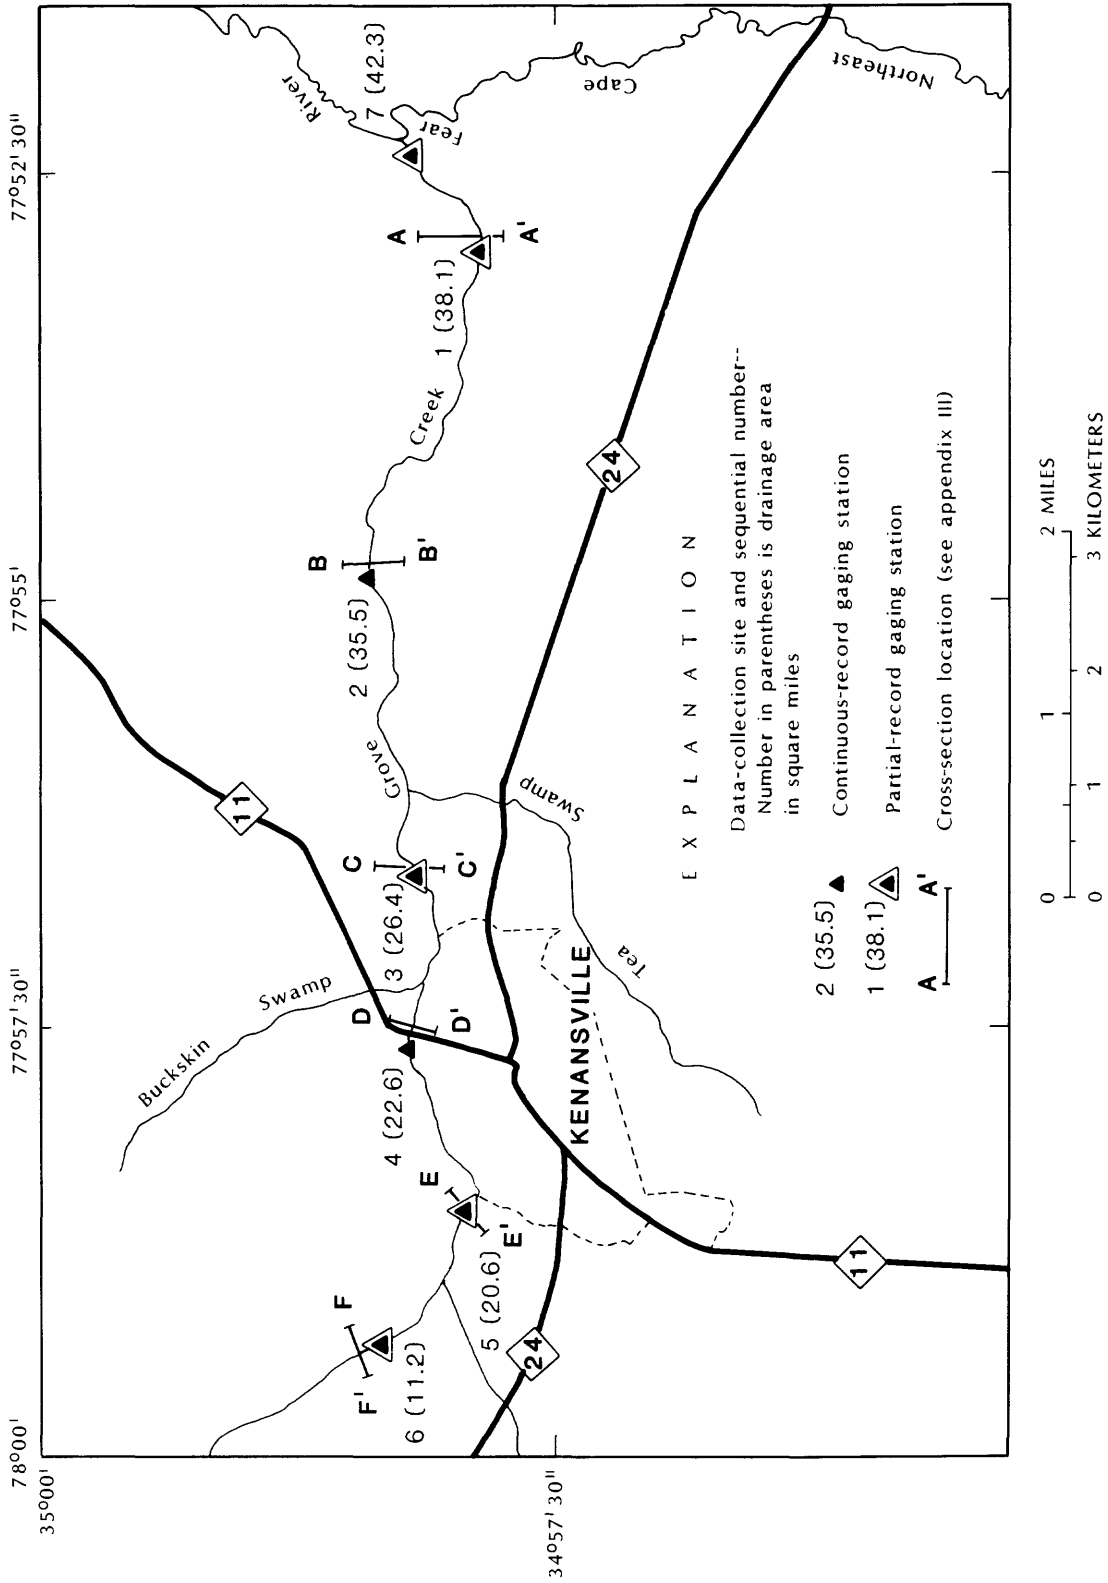 78°00'
77°57'30"
77°55'
77°52'30"
35°00'
34°57'30"
11
Buckskin
Swamp
River
7 (42.3)
Fear
Cape
Northeast
F
F'
6 (11.2)
E
E'
5 (20.6)
4 (22.6)
D
D'
3 (26.4)
C
C'
Grove
2 (35.5)
B
B'
Creek
1 (38.1)
A
A'
24
24
KENANSVILLE
Tea
Swamp
11
EXPLANATION
Data-collection site and sequential number--
Number in parentheses is drainage area
in square miles
2 (35.5) Continuous-record gaging station
1 (38.1) Partial-record gaging station
A A' Cross-section location (see appendix III)
0 1 2 MILES
0 1 2 3 KILOMETERS